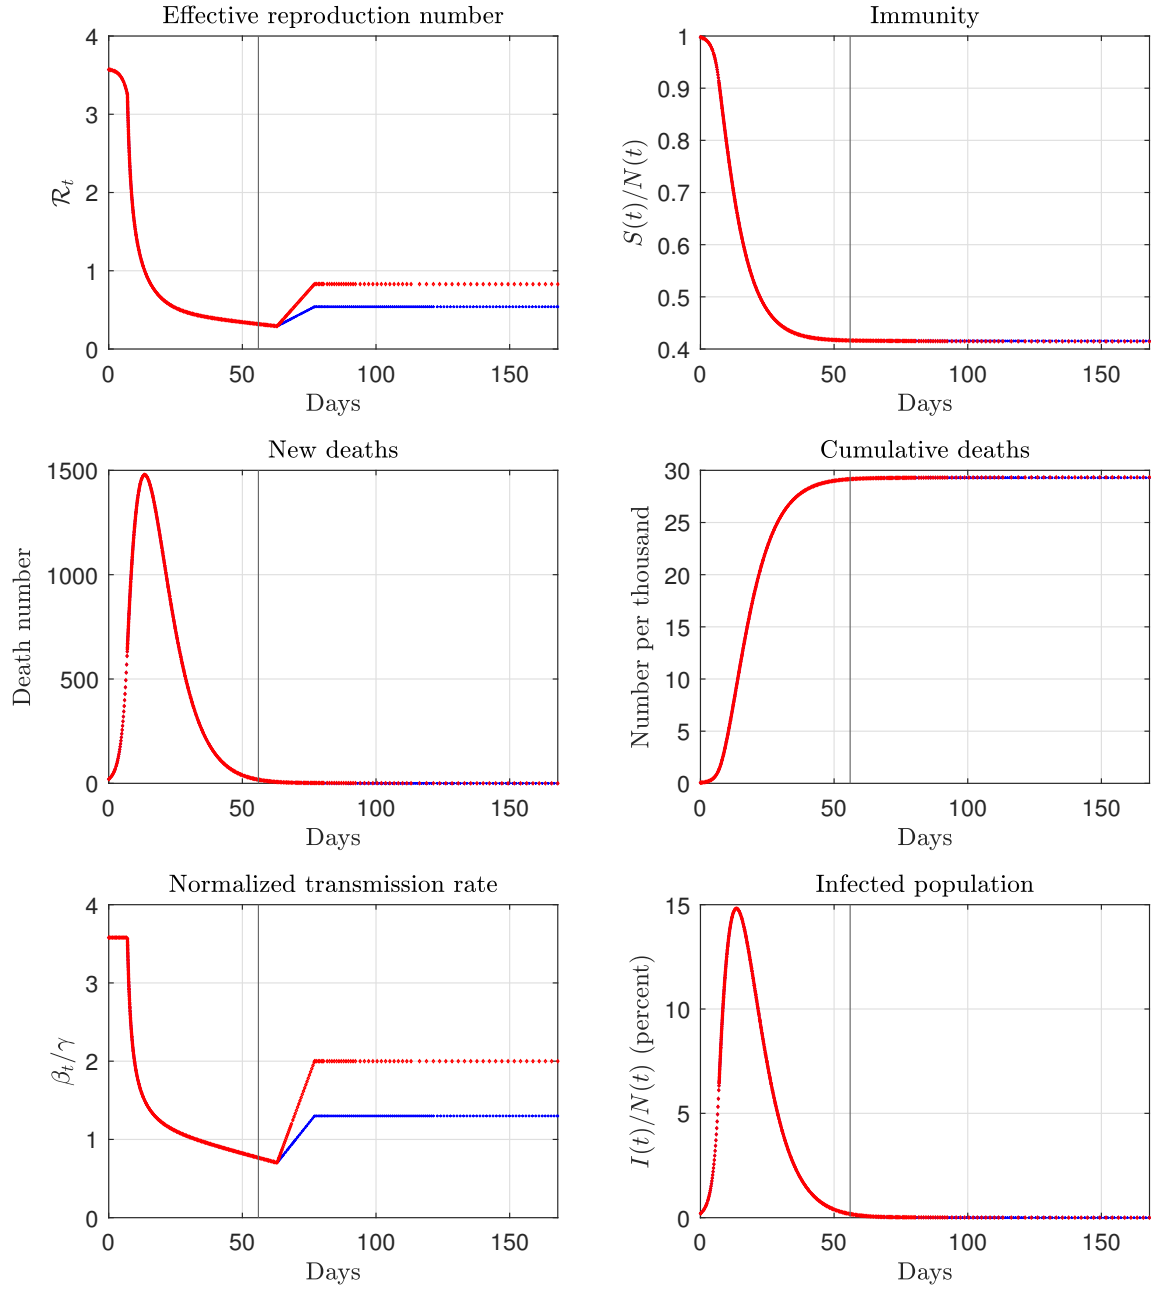 Effective reproduction number
4
3
2
1
0
ℛₜ
0 50 100 150
Days
Immunity
1
0.9
0.8
0.7
0.6
0.5
0.4
S(t)/N(t)
0 50 100 150
Days
New deaths
1500
1000
500
0
Death number
0 50 100 150
Days
Cumulative deaths
30
25
20
15
10
5
0
Number per thousand
0 50 100 150
Days
Normalized transmission rate
4
3
2
1
0
βₜ/γ
0 50 100 150
Days
Infected population
15
10
5
0
I(t)/N(t) (percent)
0 50 100 150
Days